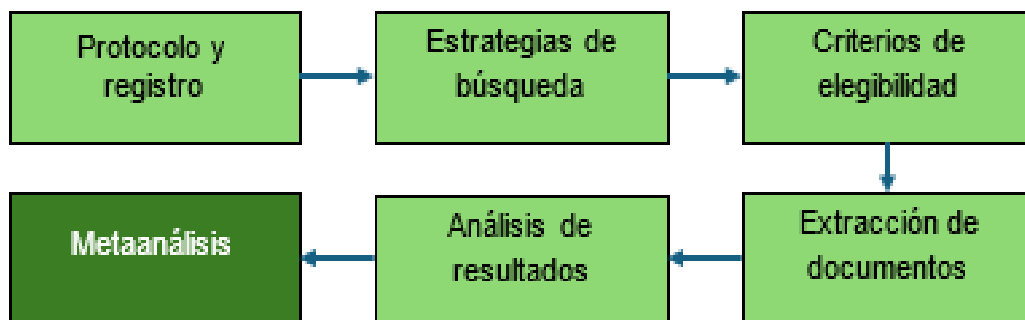 Protocolo y
registro
Estrategias de
búsqueda
Criterios de
elegibilidad
Extracción de
documentos
Análisis de
resultados
Metaanálisis